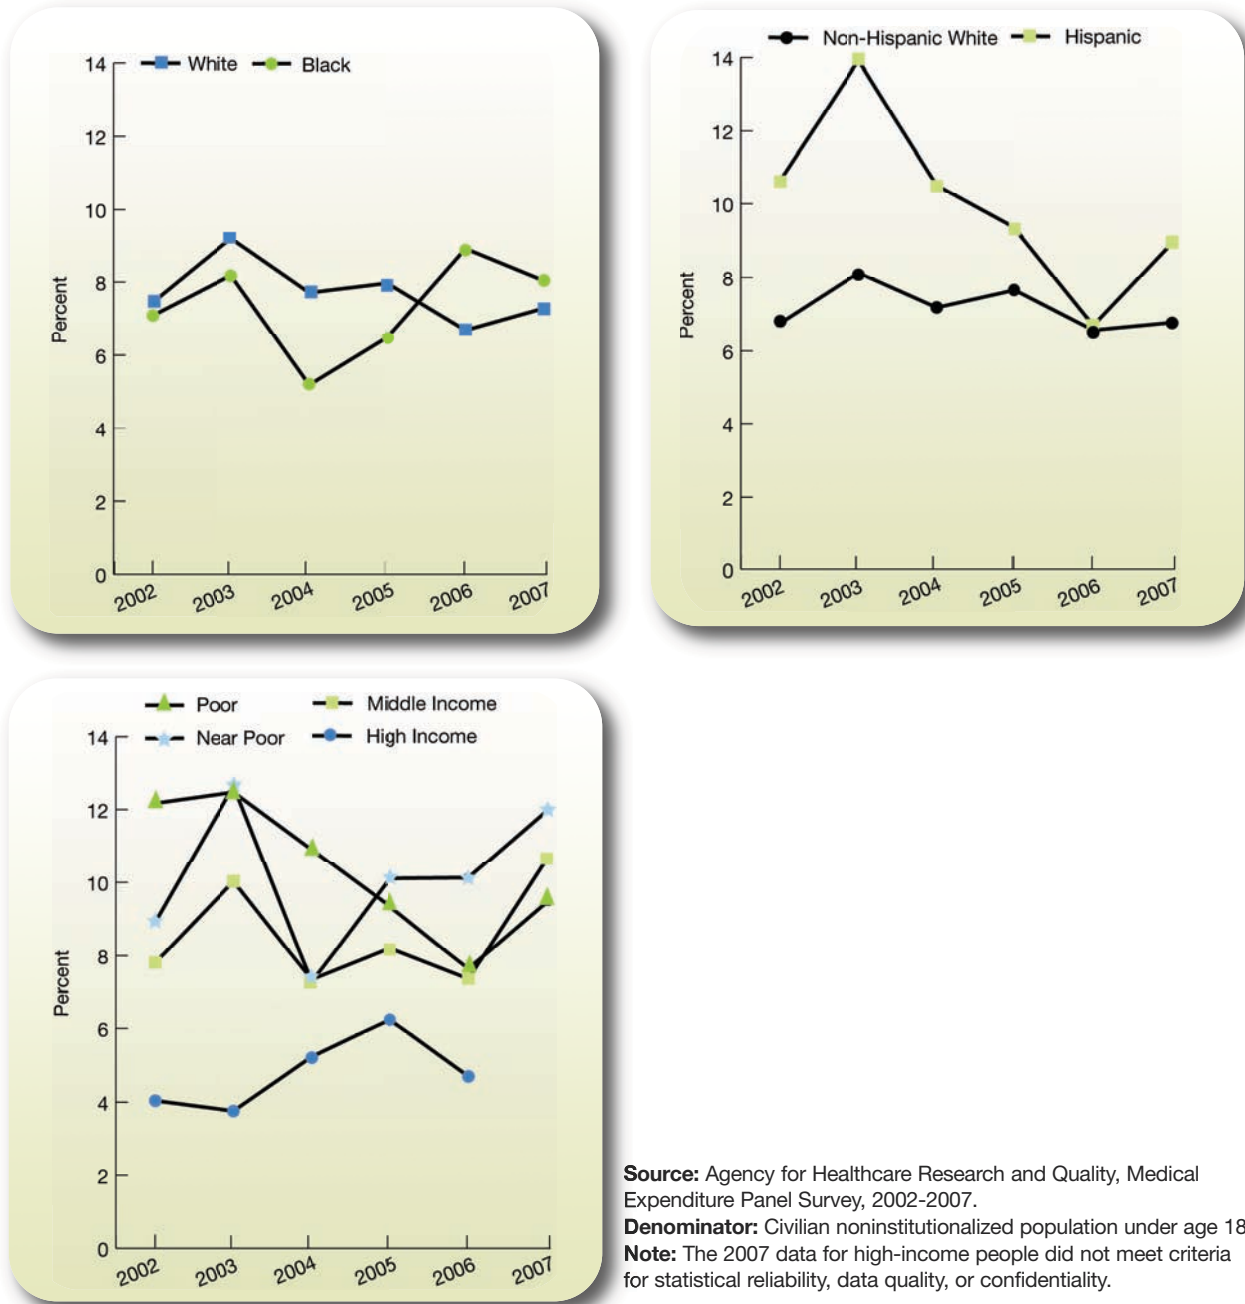 White Black
14
12
10
8
6
4
2
0
Percent
2002 2003 2004 2005 2006 2007
Non-Hispanic White Hispanic
14
12
10
8
6
4
2
0
Percent
2002 2003 2004 2005 2006 2007
Poor Middle Income
Near Poor High Income
14
12
10
8
6
4
2
0
Percent
2002 2003 2004 2005 2006 2007
Source: Agency for Healthcare Research and Quality, Medical
Expenditure Panel Survey, 2002-2007.
Denominator: Civilian noninstitutionalized population under age 18
Note: The 2007 data for high-income people did not meet criteria
for statistical reliability, data quality, or confidentiality.